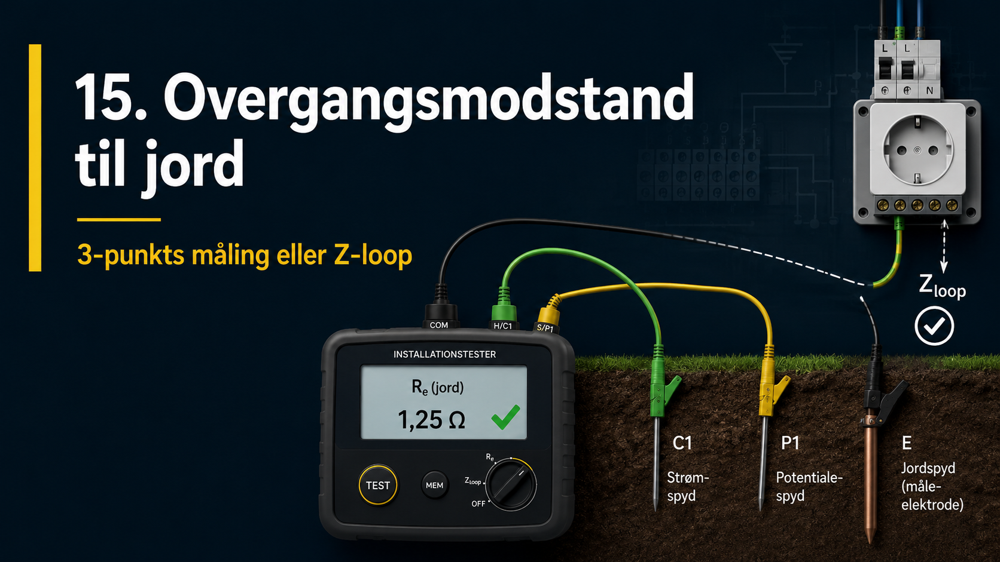 15. Overgangsmodstand
til jord
3-punkts måling eller Z-loop
L L
N
Zloop
COM
H/C1
S/P1
INSTALLATIONSTESTER
Re (jord)
1,25 Ω
Re
Zloop
OFF
TEST
MEM
C1
Strøm-
spyd
P1
Potentiale-
spyd
E
Jordspyd
(måle-
elektrode)